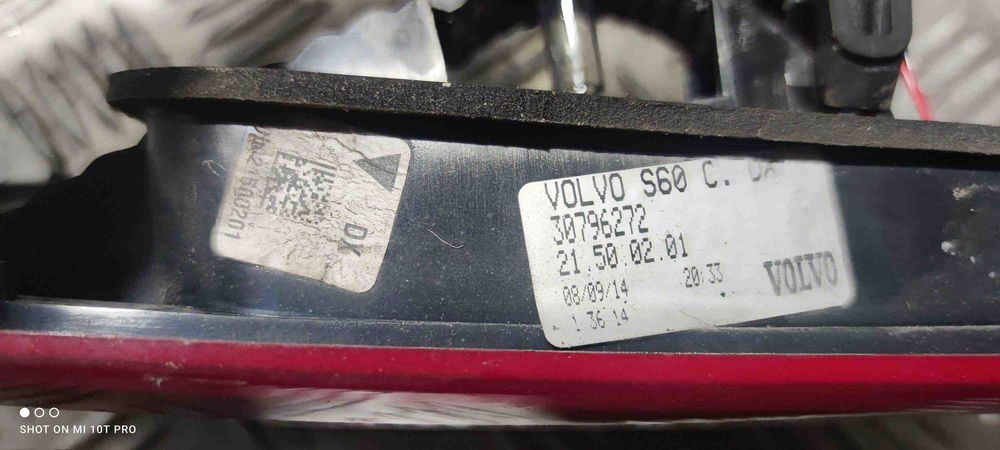 VOLVO S60 C. DX
30796272
21.50.02.01
08/09/14 20:33
1 36 14
VOLVO
DX
SHOT ON MI 10T PRO